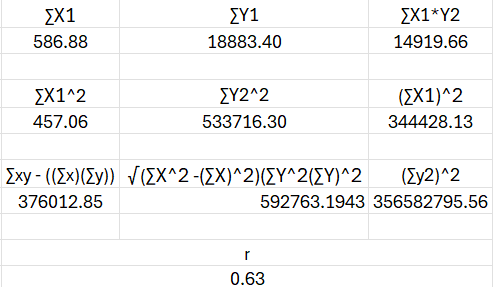 ∑X1 ∑Y1 ∑X1*Y2
586.88 18883.40 14919.66
∑X1^2 ∑Y2^2 (∑X1)^2
457.06 533716.30 344428.13
∑xy - ((∑x)(∑y)) √(∑X^2 -(∑X)^2)(∑Y^2(∑Y)^2 (∑y2)^2
376012.85 592763.1943 356582795.56
r
0.63